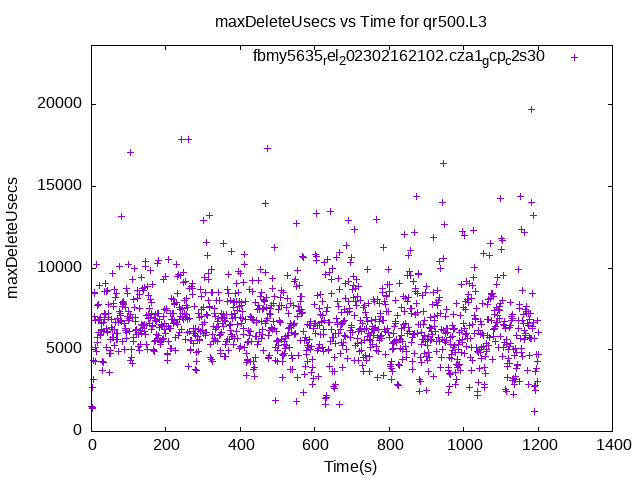 maxDeleteUsecs vs Time for qr500.L3
fbmy5635rel202302162102.cza1gcpc2s30
20000
15000
10000
5000
0
maxDeleteUsecs
0 200 400 600 800 1000 1200 1400
Time(s)